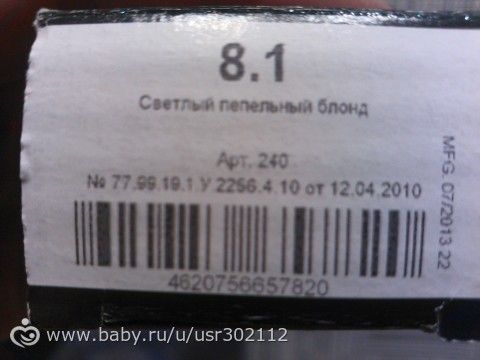 8.1
Светлый пепельный блонд
Арт. 240
№ 77.99.19.1.У.2256.4.10 от 12.04.2010
4620756657820
MFG. 07/2013 22
www.baby.ru/u/usr302112